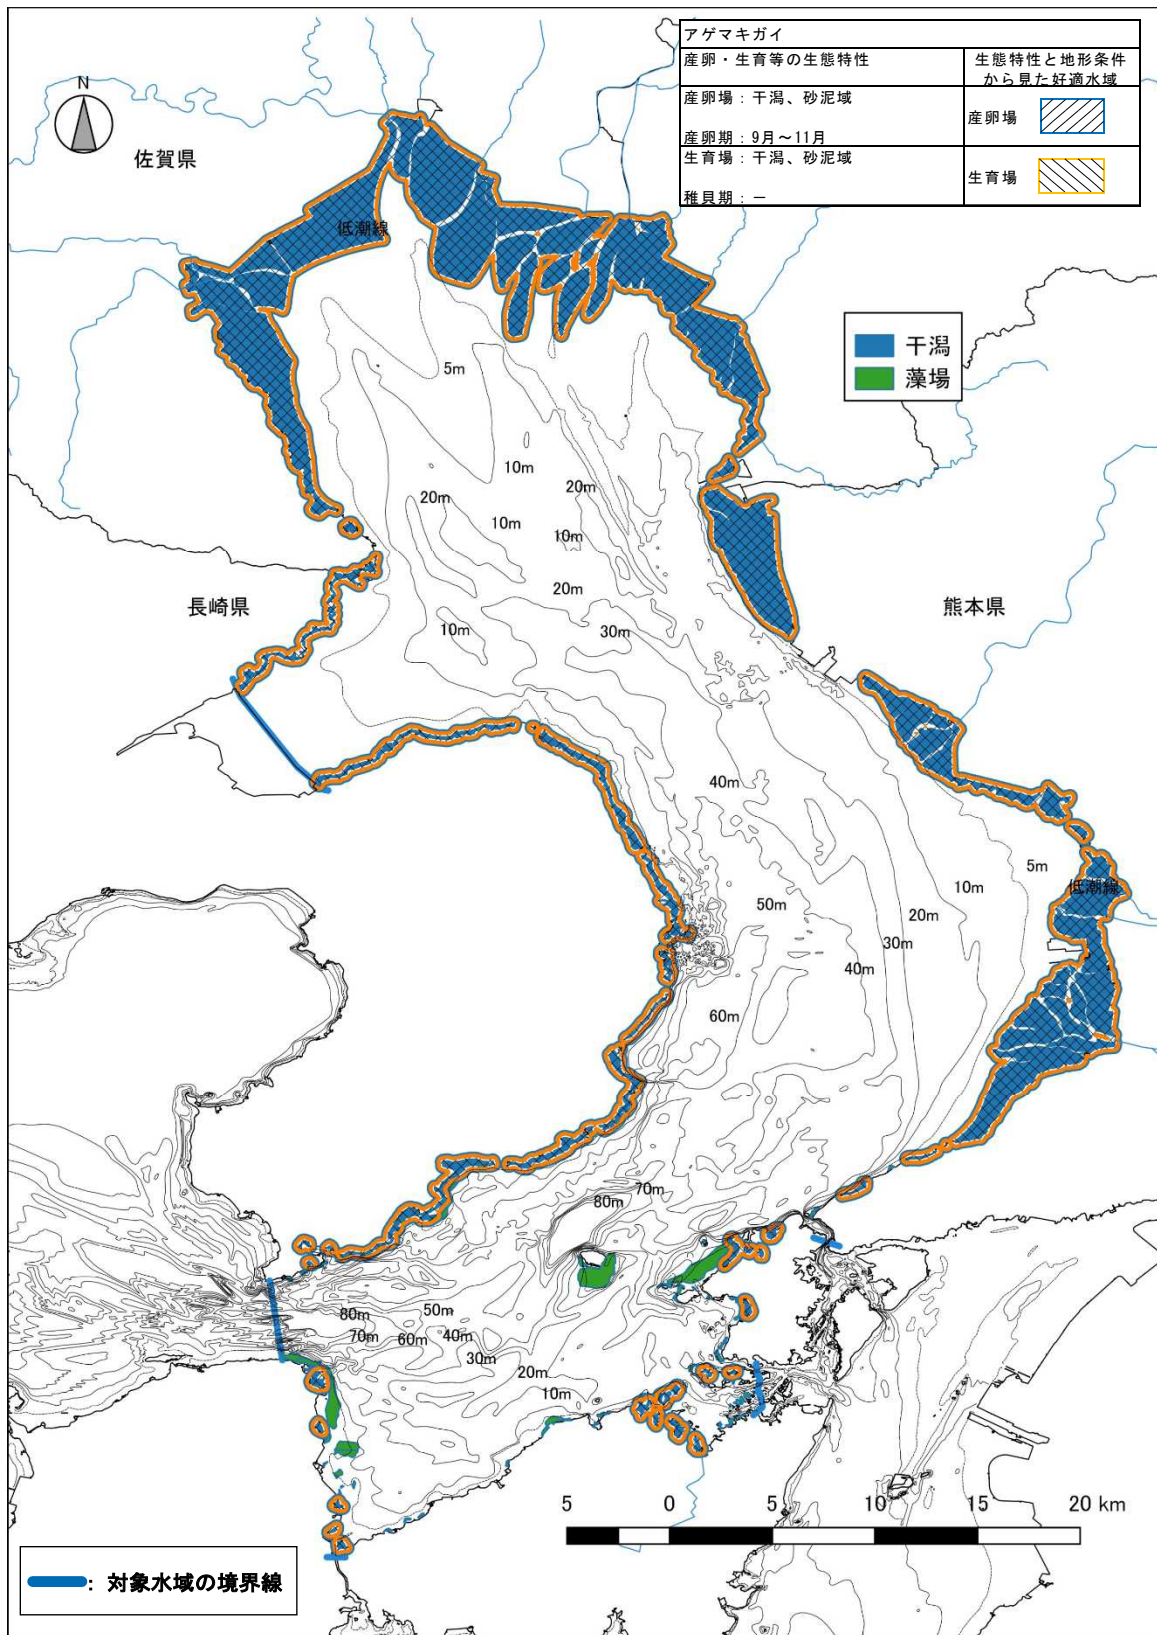 アゲマキガイ
産卵・生育等の生態特性
生態特性と地形条件
から見た好適水域
産卵場：干潟、砂泥域
産卵期：9月～11月
産卵場
生育場：干潟、砂泥域
稚貝期：－
生育場
N
佐賀県
低潮線
干潟
藻場
5m
10m
20m
20m
10m
10m
20m
長崎県
熊本県
10m
30m
40m
5m
10m
低潮線
50m
20m
30m
40m
60m
70m
80m
80m
50m
70m
60m
40m
30m
20m
10m
5
0
5
10
15
20 km
：対象水域の境界線